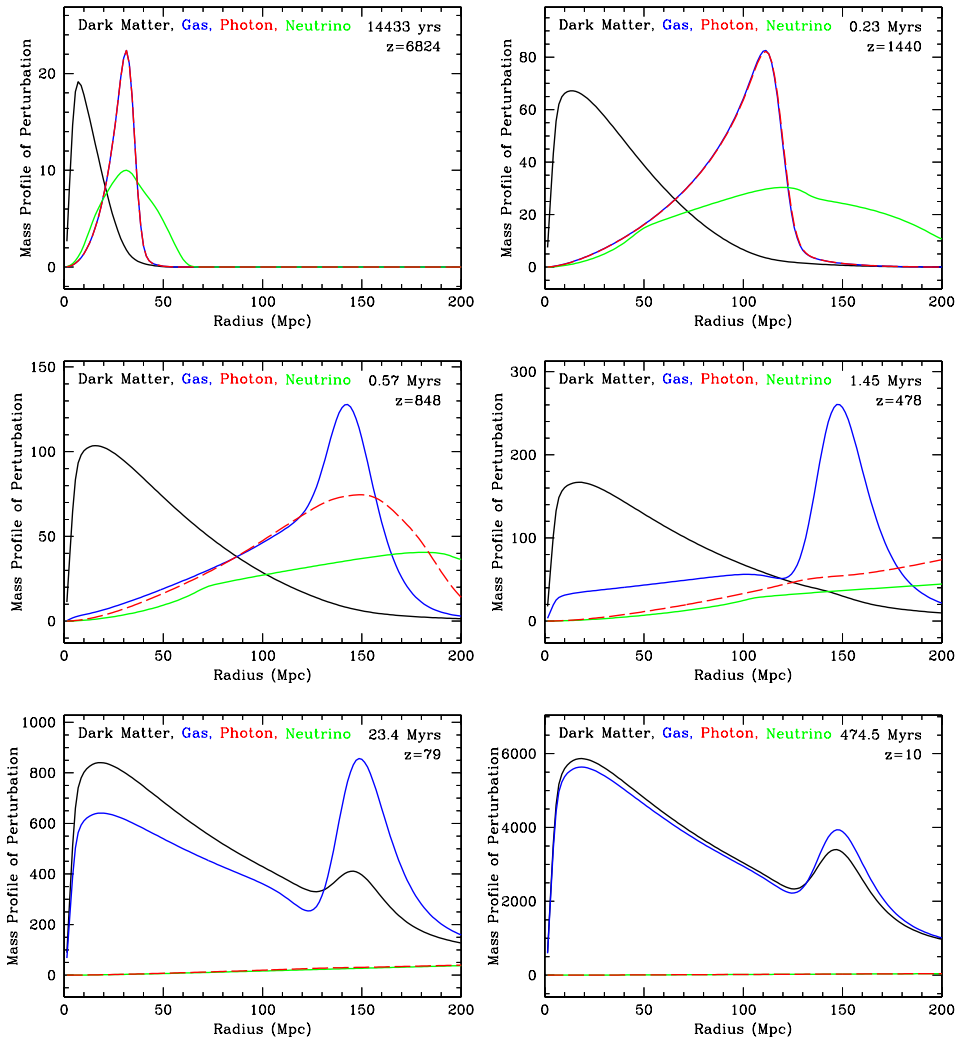 Dark Matter, Gas, Photon, Neutrino 14433 yrs
z=6824
Mass Profile of Perturbation
20
10
0
0 50 100 150 200
Radius (Mpc)
Dark Matter, Gas, Photon, Neutrino 0.23 Myrs
z=1440
Mass Profile of Perturbation
80
60
40
20
0
0 50 100 150 200
Radius (Mpc)
Dark Matter, Gas, Photon, Neutrino 0.57 Myrs
z=848
Mass Profile of Perturbation
150
100
50
0
0 50 100 150 200
Radius (Mpc)
Dark Matter, Gas, Photon, Neutrino 1.45 Myrs
z=478
Mass Profile of Perturbation
300
200
100
0
0 50 100 150 200
Radius (Mpc)
Dark Matter, Gas, Photon, Neutrino 23.4 Myrs
z=79
Mass Profile of Perturbation
1000
800
600
400
200
0
0 50 100 150 200
Radius (Mpc)
Dark Matter, Gas, Photon, Neutrino 474.5 Myrs
z=10
Mass Profile of Perturbation
6000
4000
2000
0
0 50 100 150 200
Radius (Mpc)